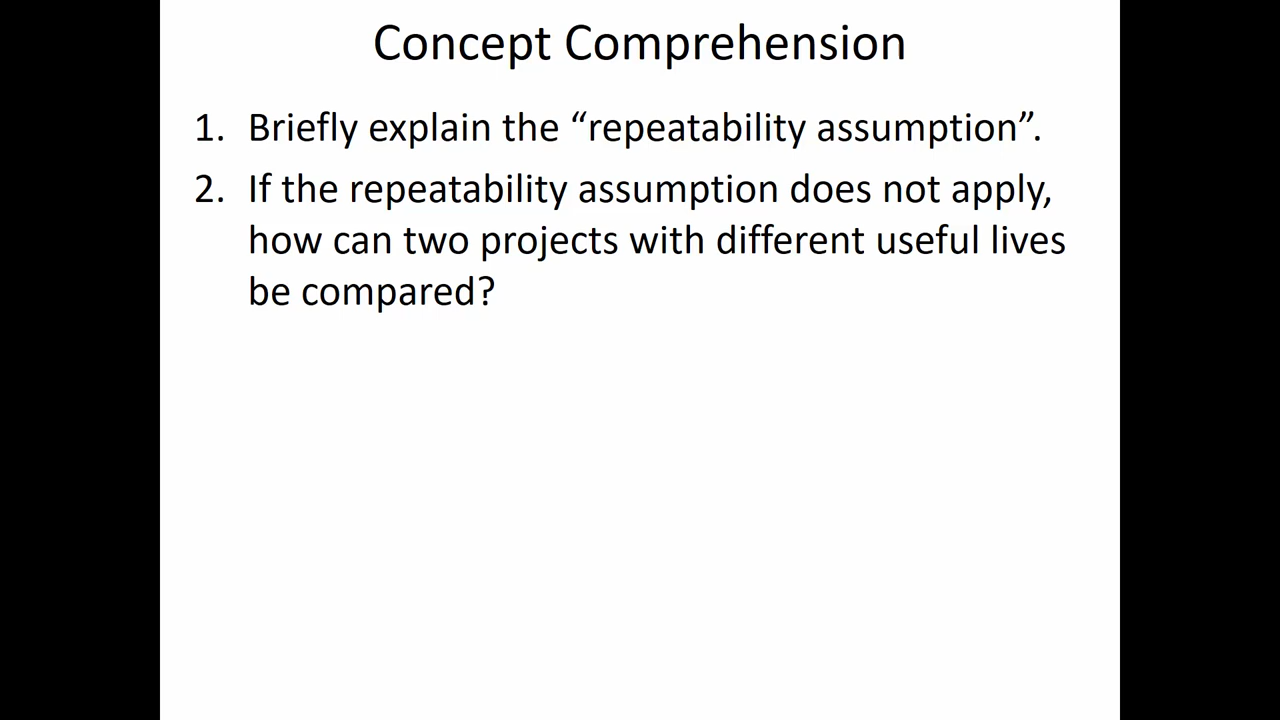 Concept Comprehension
1. Briefly explain the “repeatability assumption”.
2. If the repeatability assumption does not apply,
how can two projects with different useful lives
be compared?